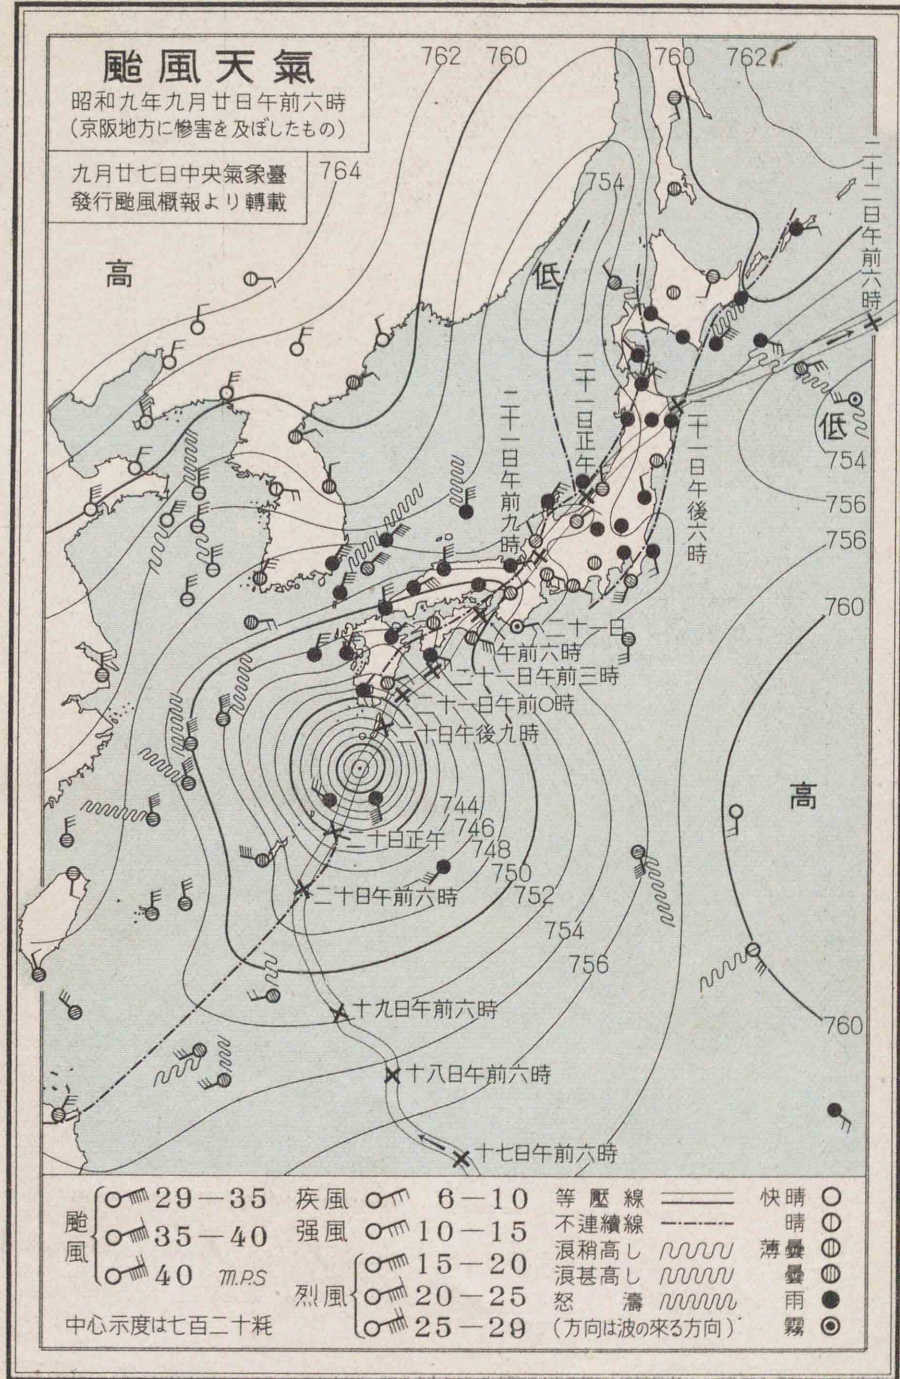 颱風天氣
昭和九年九月廿日午前六時
(京阪地方に慘害を及ぼしたもの)
九月廿七日中央氣象臺
發行颱風概報より轉載
762
760
760
762
764
754
高
低
二十二日午前六時
二十一日正午
二十一日午前九時
二十一日午後六時
低
754
756
756
760
二十一日
午前六時
二十一日午前三時
二十一日午前〇時
二十日午後九時
高
744
二十日正午
746
748
750
二十日午前六時
752
754
756
十九日午前六時
760
十八日午前六時
十七日午前六時
颱風
29—35
35—40
40 m.P.S
中心示度は七百二十粍
疾風 6—10
强風 10—15
烈風
15—20
20—25
25—29
等壓線
不連續線
浪稍高し
浪甚高し
怒濤
(方向は波の來る方向)
快晴
晴
薄曇
曇
雨
霧